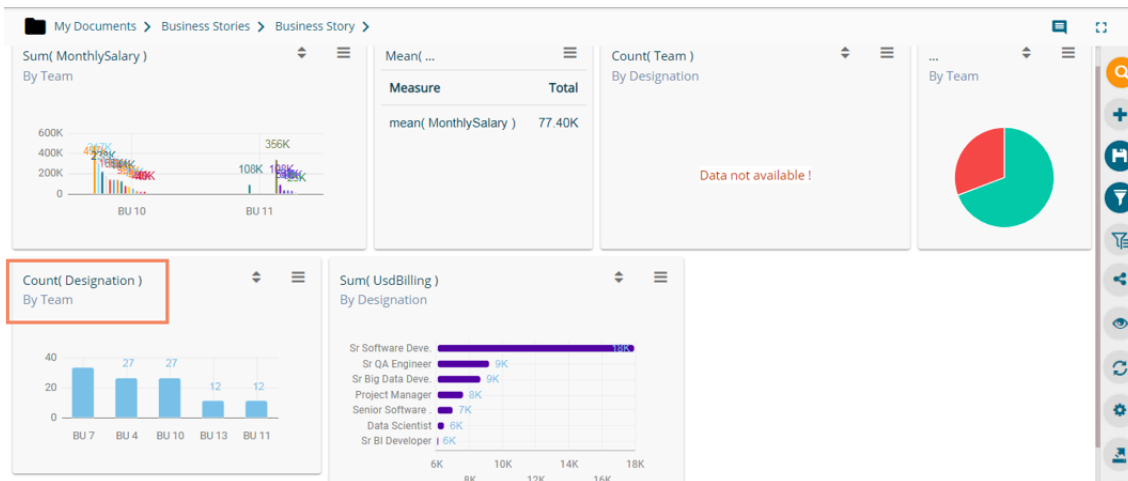 My Documents > Business Stories > Business Story >
Sum( MonthlySalary )
By Team
600K
400K
200K
0
356K
108K
BU 10
BU 11
Mean( ...
Measure Total
mean( MonthlySalary ) 77.40K
Count( Team )
By Designation
Data not available !
...
By Team
Count( Designation )
By Team
40
20
0
27
27
12
12
BU 7
BU 4
BU 10
BU 13
BU 11
Sum( UsdBilling )
By Designation
Sr Software Deve. 18K
Sr QA Engineer 9K
Sr Big Data Deve. 9K
Project Manager 8K
Senior Software . 7K
Data Scientist 6K
Sr BI Developer 6K
6K 10K 14K 18K
8K 12K 16K